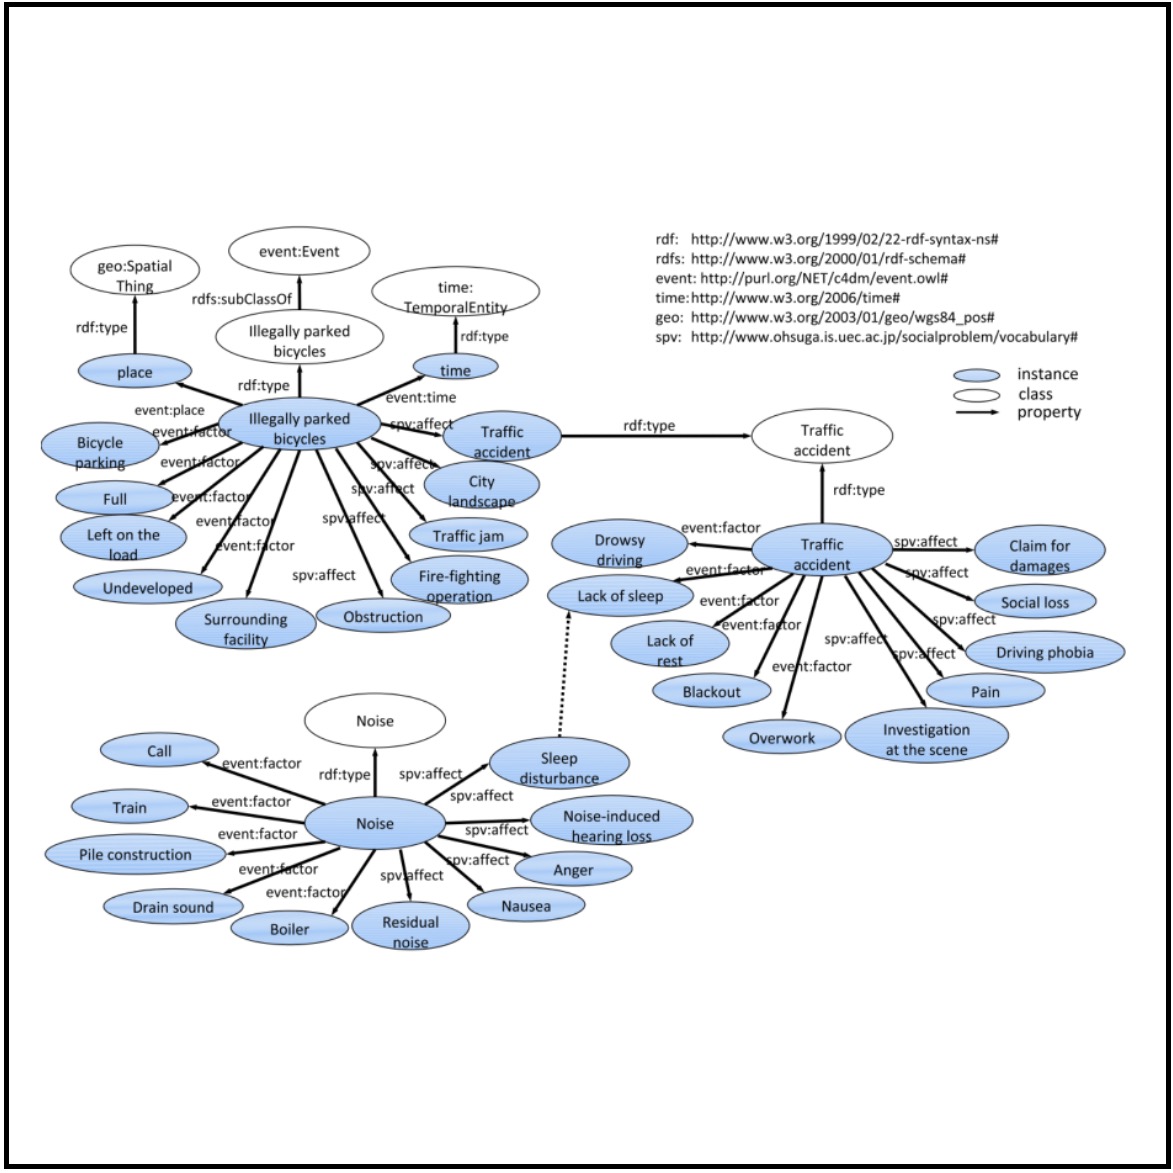 rdf: http://www.w3.org/1999/02/22-rdf-syntax-ns#
rdfs: http://www.w3.org/2000/01/rdf-schema#
event: http://purl.org/NET/c4dm/event.owl#
time: http://www.w3.org/2006/time#
geo: http://www.w3.org/2003/01/geo/wgs84_pos#
spv: http://www.ohsuga.is.uec.ac.jp/socialproblem/vocabulary#
instance
class
property
event:Event
geo:Spatial
Thing
time:
TemporalEntity
rdfs:subClassOf
rdf:type
Illegally parked
bicycles
rdf:type
place
rdf:type
time
event:place
event:time
Illegally parked
bicycles
event:factor
Bicycle
parking
event:factor
Full
event:factor
Left on the
load
event:factor
Undeveloped
event:factor
Surrounding
facility
spv:affect
Traffic
accident
spv:affect
City
landscape
spv:affect
Traffic jam
spv:affect
Fire-fighting
operation
spv:affect
Obstruction
rdf:type
Traffic
accident
rdf:type
Traffic
accident
event:factor
Drowsy
driving
event:factor
Lack of sleep
event:factor
Lack of
rest
event:factor
Blackout
event:factor
Overwork
spv:affect
Claim for
damages
spv:affect
Social loss
spv:affect
Driving phobia
spv:affect
Pain
spv:affect
Investigation
at the scene
Noise
rdf:type
Noise
event:factor
Call
event:factor
Train
event:factor
Pile construction
event:factor
Drain sound
event:factor
Boiler
spv:affect
Sleep
disturbance
spv:affect
Noise-induced
hearing loss
spv:affect
Anger
spv:affect
Nausea
spv:affect
Residual
noise